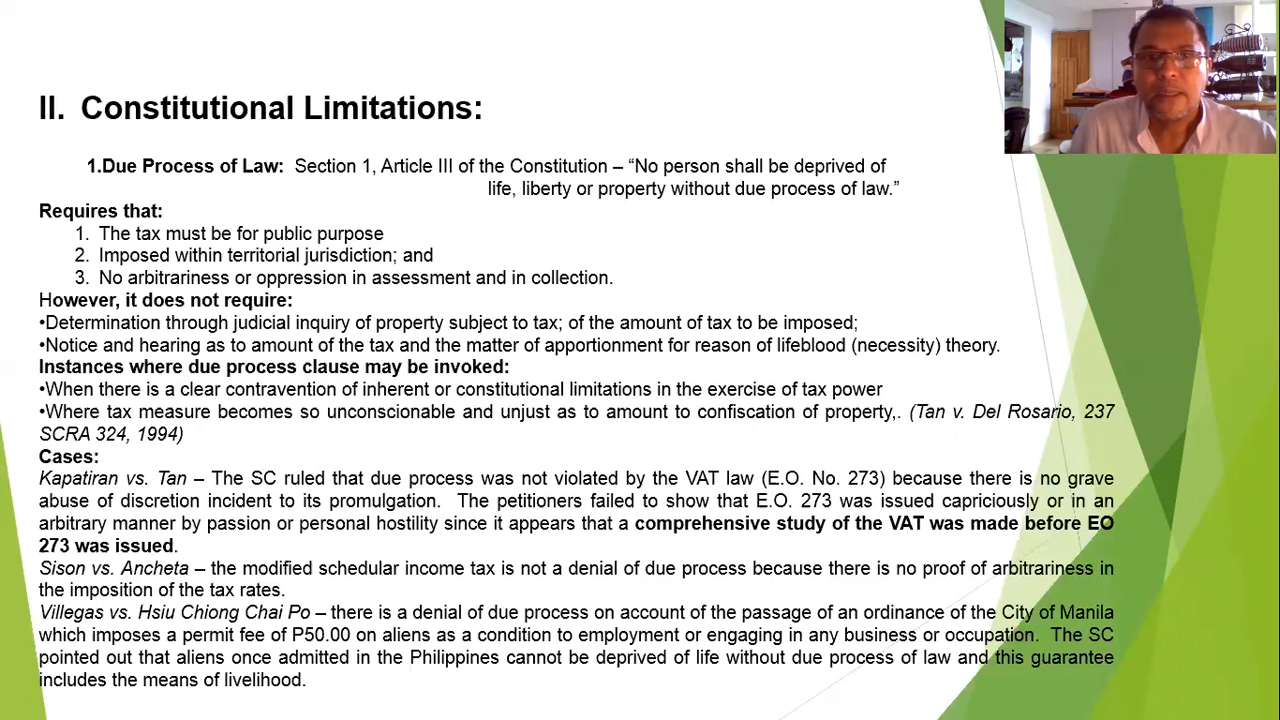 II. Constitutional Limitations:
1.Due Process of Law: Section 1, Article III of the Constitution – “No person shall be deprived of
life, liberty or property without due process of law.”
Requires that:
1. The tax must be for public purpose
2. Imposed within territorial jurisdiction; and
3. No arbitrariness or oppression in assessment and in collection.
However, it does not require:
•Determination through judicial inquiry of property subject to tax; of the amount of tax to be imposed;
•Notice and hearing as to amount of the tax and the matter of apportionment for reason of lifeblood (necessity) theory.
Instances where due process clause may be invoked:
•When there is a clear contravention of inherent or constitutional limitations in the exercise of tax power
•Where tax measure becomes so unconscionable and unjust as to amount to confiscation of property,. (Tan v. Del Rosario, 237
SCRA 324, 1994)
Cases:
Kapatiran vs. Tan – The SC ruled that due process was not violated by the VAT law (E.O. No. 273) because there is no grave
abuse of discretion incident to its promulgation. The petitioners failed to show that E.O. 273 was issued capriciously or in an
arbitrary manner by passion or personal hostility since it appears that a comprehensive study of the VAT was made before EO
273 was issued.
Sison vs. Ancheta – the modified schedular income tax is not a denial of due process because there is no proof of arbitrariness in
the imposition of the tax rates.
Villegas vs. Hsiu Chiong Chai Po – there is a denial of due process on account of the passage of an ordinance of the City of Manila
which imposes a permit fee of P50.00 on aliens as a condition to employment or engaging in any business or occupation. The SC
pointed out that aliens once admitted in the Philippines cannot be deprived of life without due process of law and this guarantee
includes the means of livelihood.